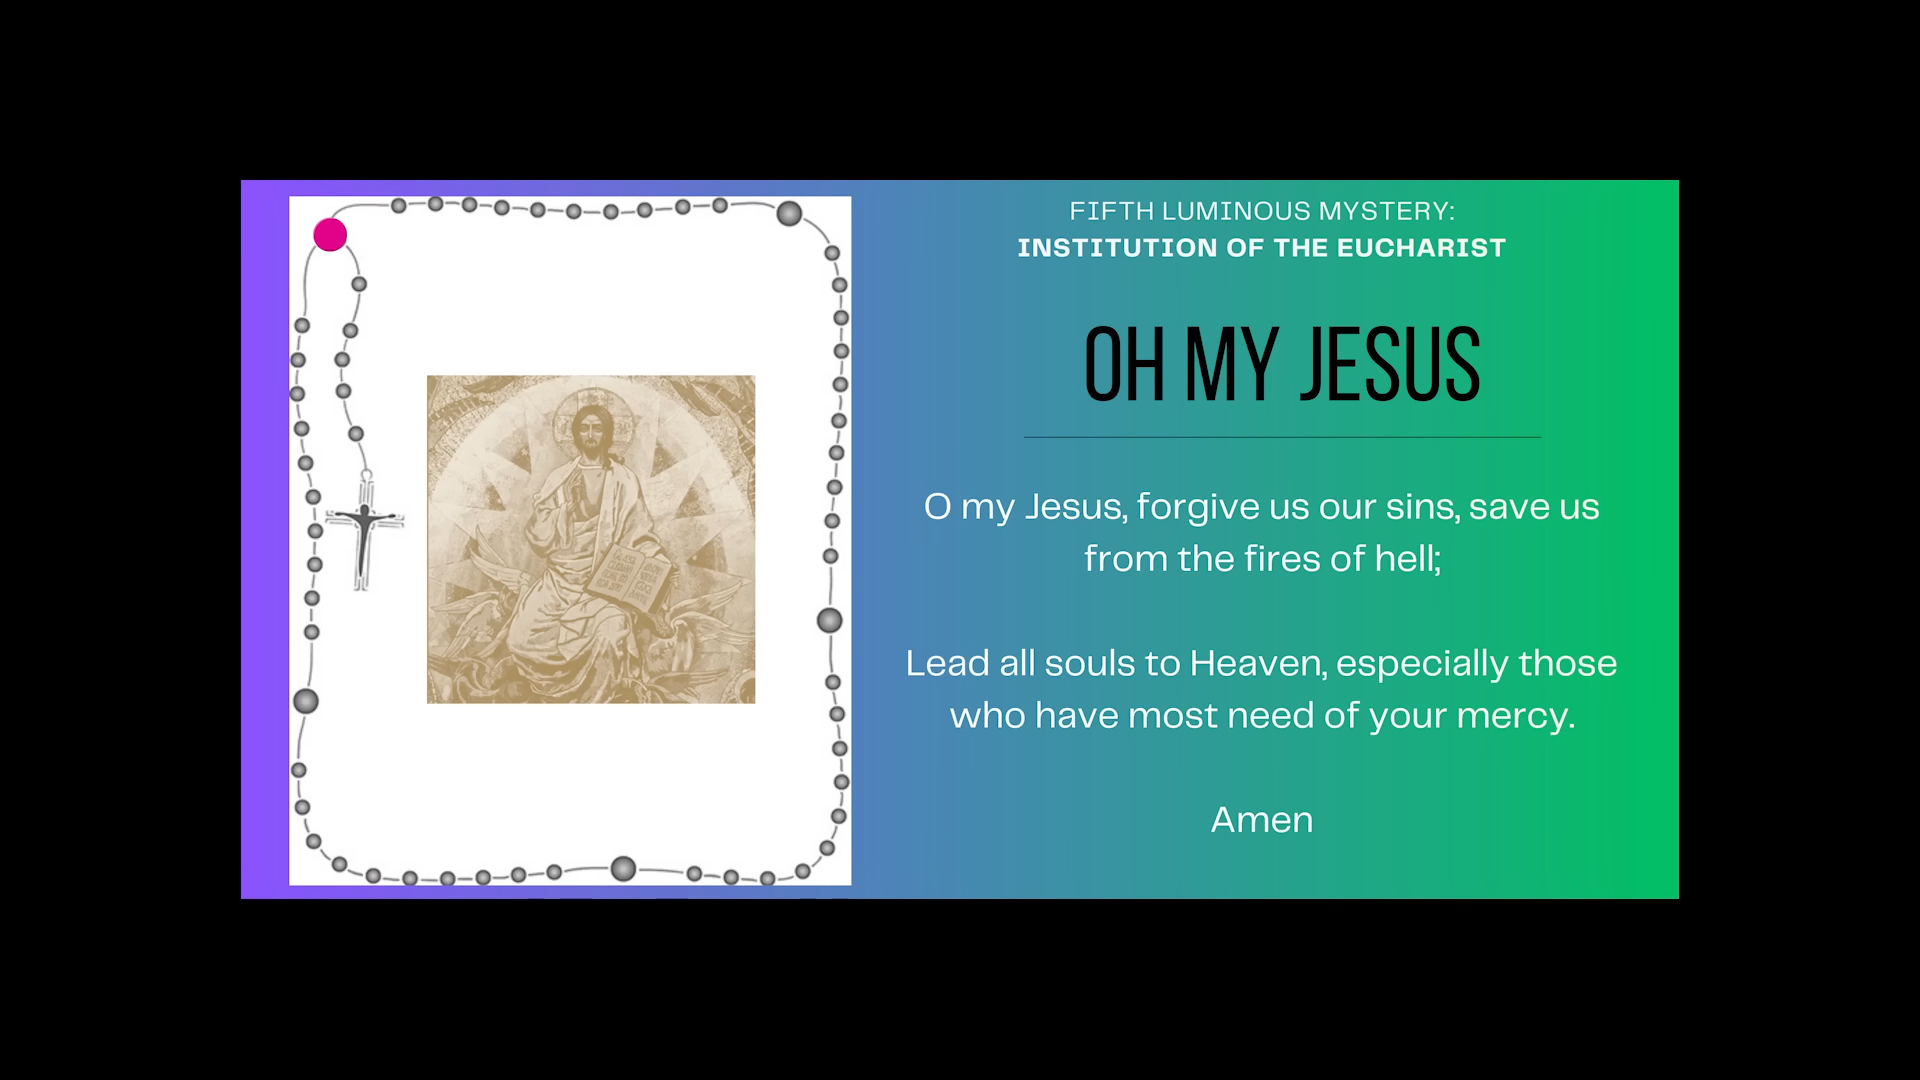 FIFTH LUMINOUS MYSTERY:
INSTITUTION OF THE EUCHARIST
OH MY JESUS
O my Jesus, forgive us our sins, save us
from the fires of hell;
Lead all souls to Heaven, especially those
who have most need of your mercy.
Amen